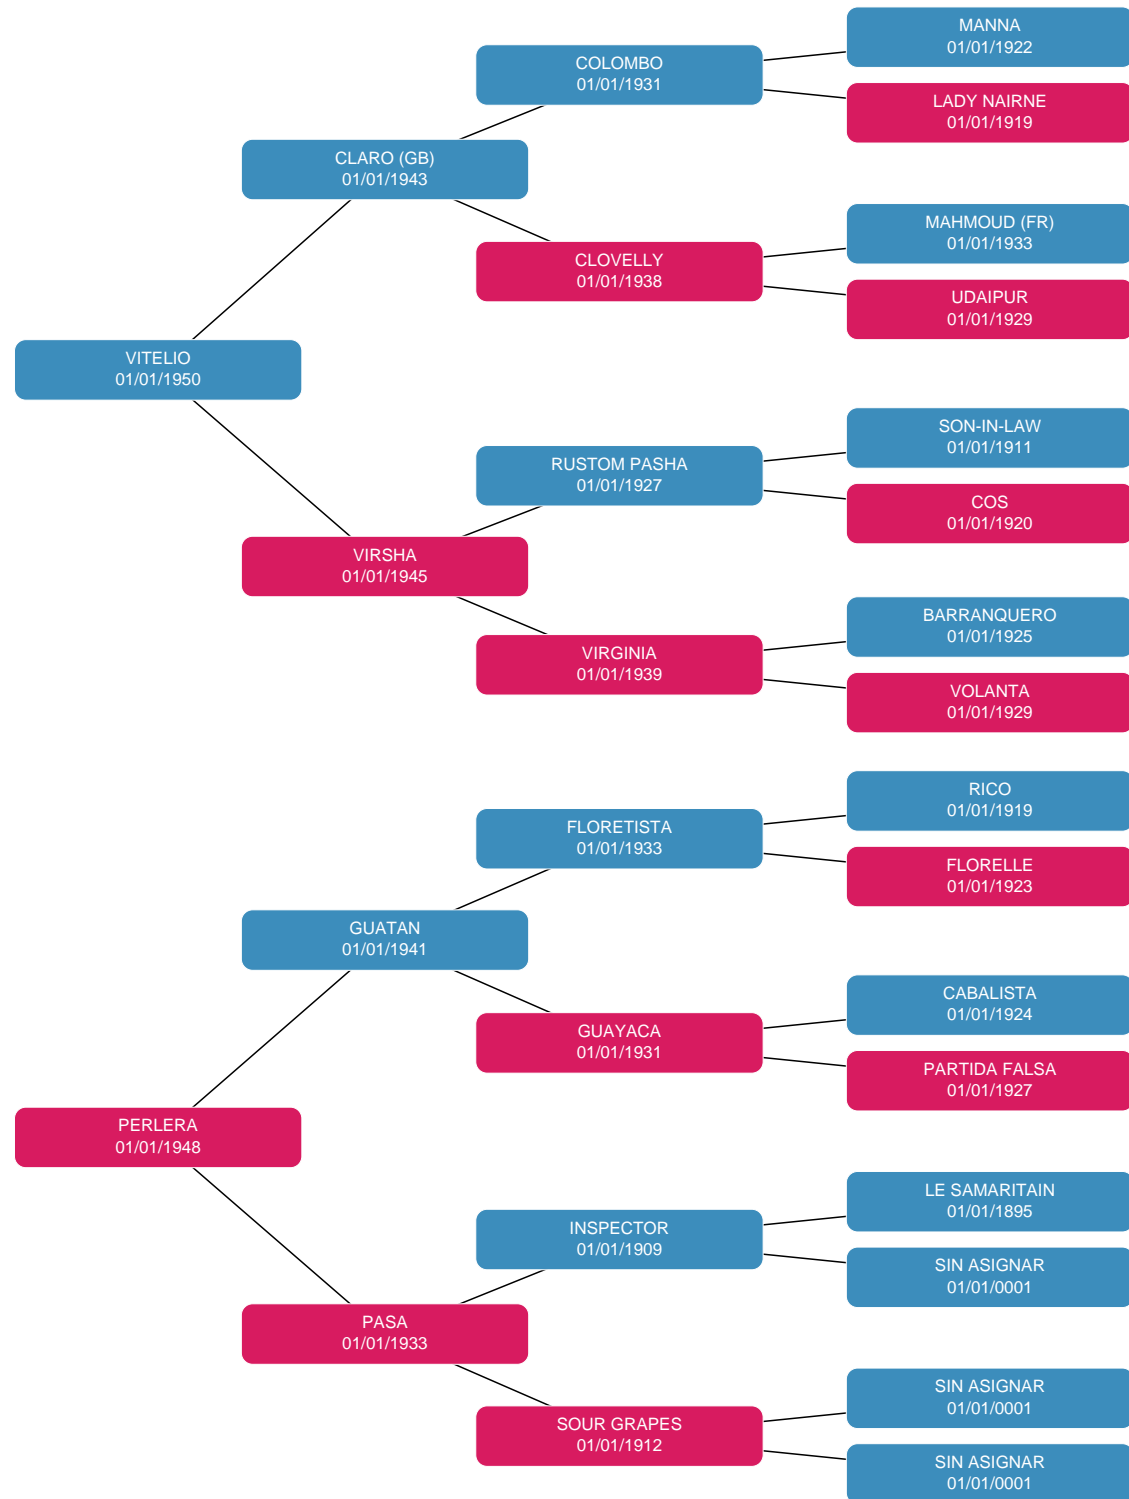 MANNA
01/01/1922
COLOMBO
01/01/1931
LADY NAIRNE
01/01/1919
CLARO (GB)
01/01/1943
MAHMOUD (FR)
01/01/1933
CLOVELLY
01/01/1938
UDAIPUR
01/01/1929
VITELIO
01/01/1950
SON-IN-LAW
01/01/1911
RUSTOM PASHA
01/01/1927
COS
01/01/1920
VIRSHA
01/01/1945
BARRANQUERO
01/01/1925
VIRGINIA
01/01/1939
VOLANTA
01/01/1929
RICO
01/01/1919
FLORETISTA
01/01/1933
FLORELLE
01/01/1923
GUATAN
01/01/1941
CABALISTA
01/01/1924
GUAYACA
01/01/1931
PARTIDA FALSA
01/01/1927
PERLERA
01/01/1948
LE SAMARITAIN
01/01/1895
INSPECTOR
01/01/1909
SIN ASIGNAR
01/01/0001
PASA
01/01/1933
SIN ASIGNAR
01/01/0001
SOUR GRAPES
01/01/1912
SIN ASIGNAR
01/01/0001